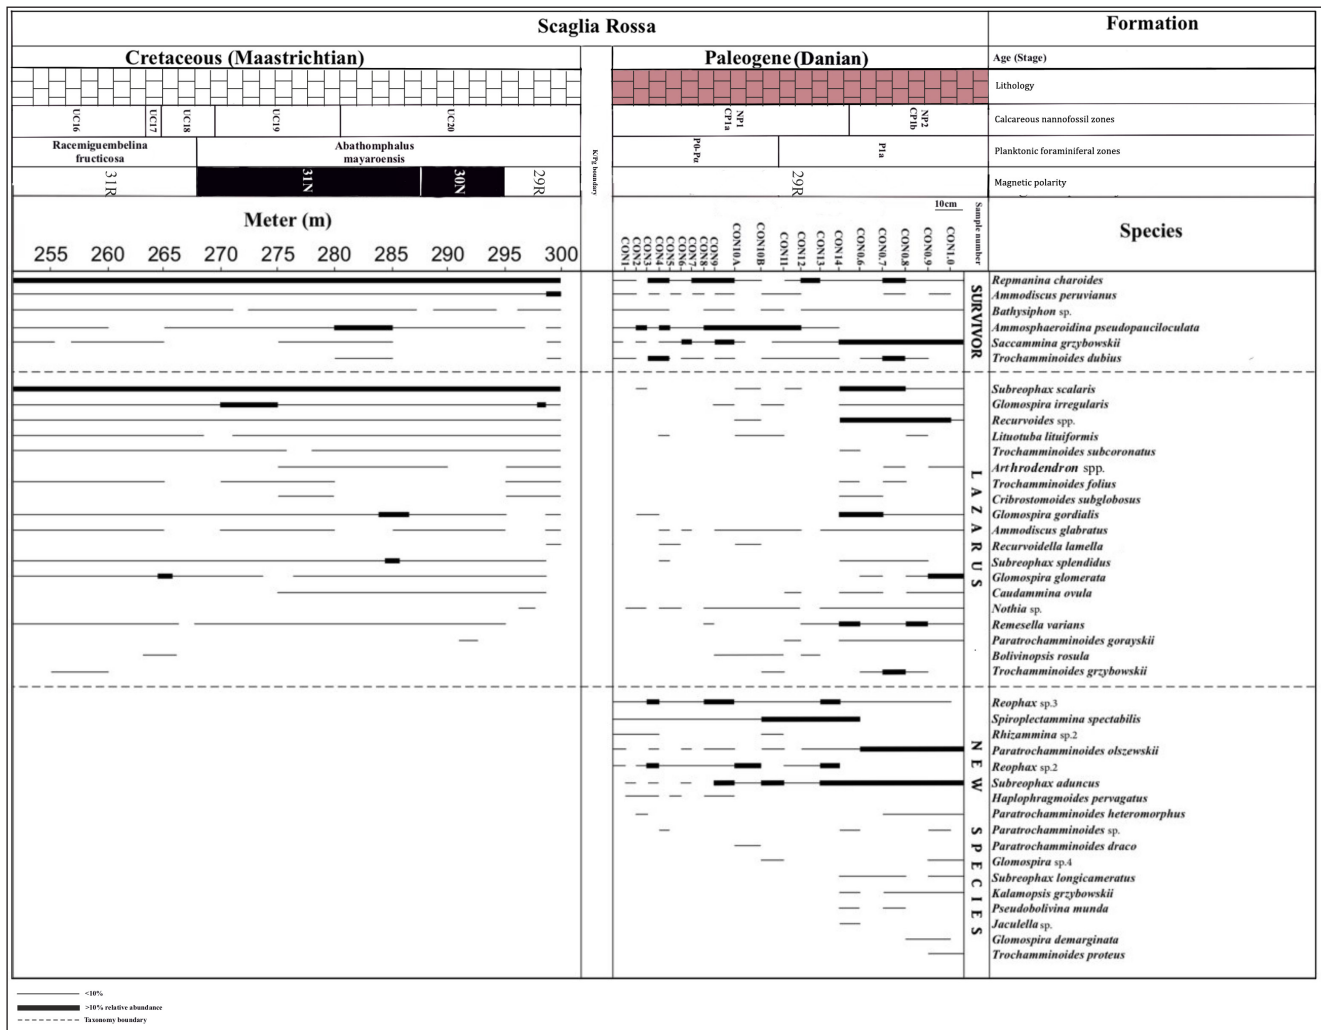 Scaglia Rossa
Formation
Cretaceous (Maastrichtian)
Paleogene (Danian)
Age (Stage)
Lithology
UC16
UC17
UC18
UC19
UC20
NP1
CP1a
NP2
CP1b
Calcareous nannofossil zones
Racemiguembelina
fructicosa
Abathomphalus
mayaroensis
K/Pg boundary
P0-Pα
P1a
Planktonic foraminiferal zones
31R
31N
30N
29R
29R
Magnetic polarity
Meter (m)
10cm
Sample number
Species
255
260
265
270
275
280
285
290
295
300
CON1
CON2
CON3
CON4
CON5
CON6
CON7
CON8
CON9
CON10A
CON10B
CON11
CON12
CON13
CON14
CON0.6
CON0.7
CON0.8
CON0.9
CON1.0
SURVIVOR
Repmanina charoides
Ammodiscus peruvianus
Bathysiphon sp.
Ammosphaeroidina pseudopauciloculata
Saccammina grzybowskii
Trochamminoides dubius
LAZARUS
Subreophax scalaris
Glomospira irregularis
Recurvoides spp.
Lituotuba lituiformis
Trochamminoides subcoronatus
Arthrodendron spp.
Trochamminoides folius
Cribrostomoides subglobosus
Glomospira gordialis
Ammodiscus glabratus
Recurvoidella lamella
Subreophax splendidus
Glomospira glomerata
Caudammina ovula
Nothia sp.
Remesella varians
Paratrochamminoides gorayskii
Bolivinopsis rosula
Trochamminoides grzybowskii
NEW SPECIES
Reophax sp.3
Spiroplectammina spectabilis
Rhizammina sp.2
Paratrochamminoides olszewskii
Reophax sp.2
Subreophax aduncus
Haplophragmoides pervagatus
Paratrochamminoides heteromorphus
Paratrochamminoides sp.
Paratrochamminoides draco
Glomospira sp.4
Subreophax longicameratus
Kalamopsis grzybowskii
Pseudobolivina munda
Jaculella sp.
Glomospira demarginata
Trochamminoides proteus
<10%
>10% relative abundance
Taxonomy boundary